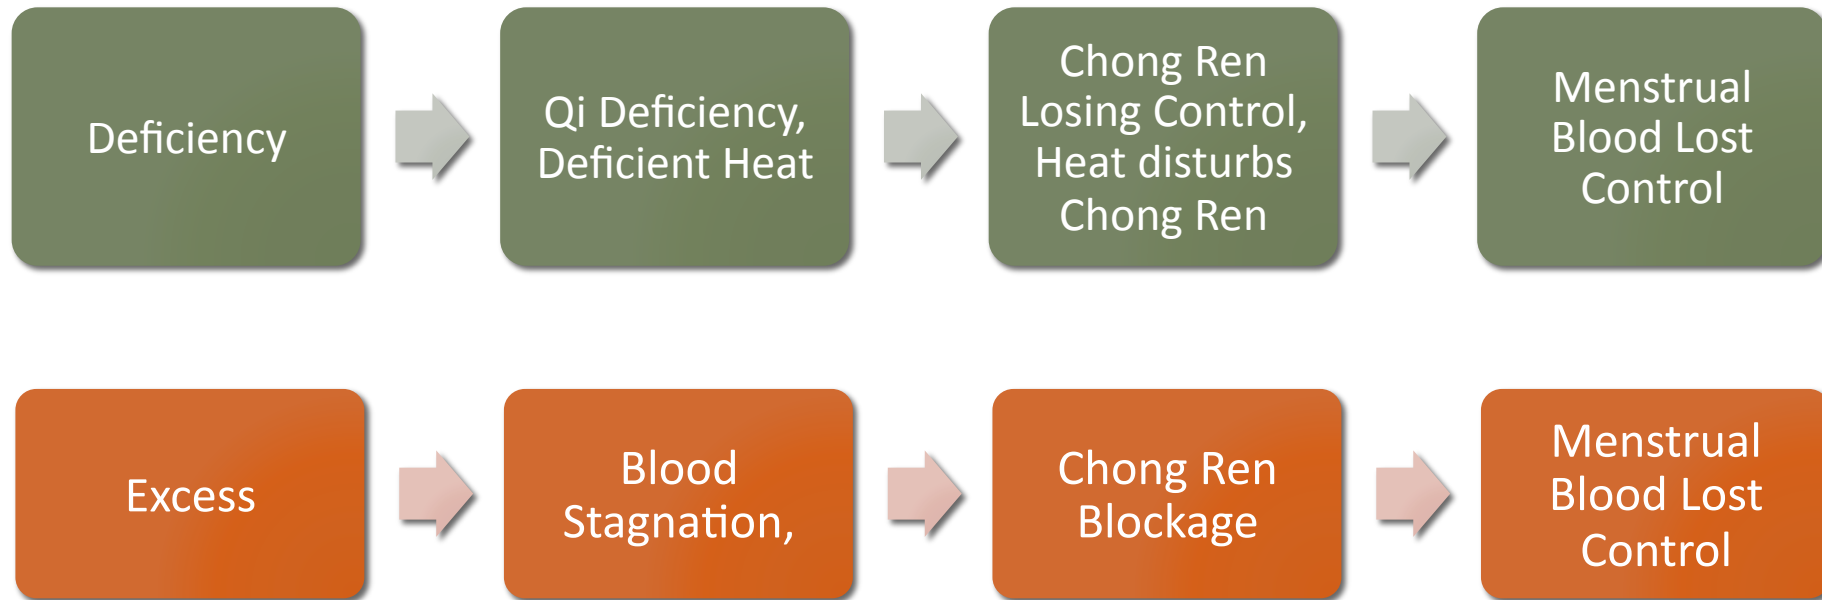 Deficiency
Qi Deficiency,
Deficient Heat
Chong Ren
Losing Control,
Heat disturbs
Chong Ren
Menstrual
Blood Lost
Control
Excess
Blood
Stagnation,
Chong Ren
Blockage
Menstrual
Blood Lost
Control